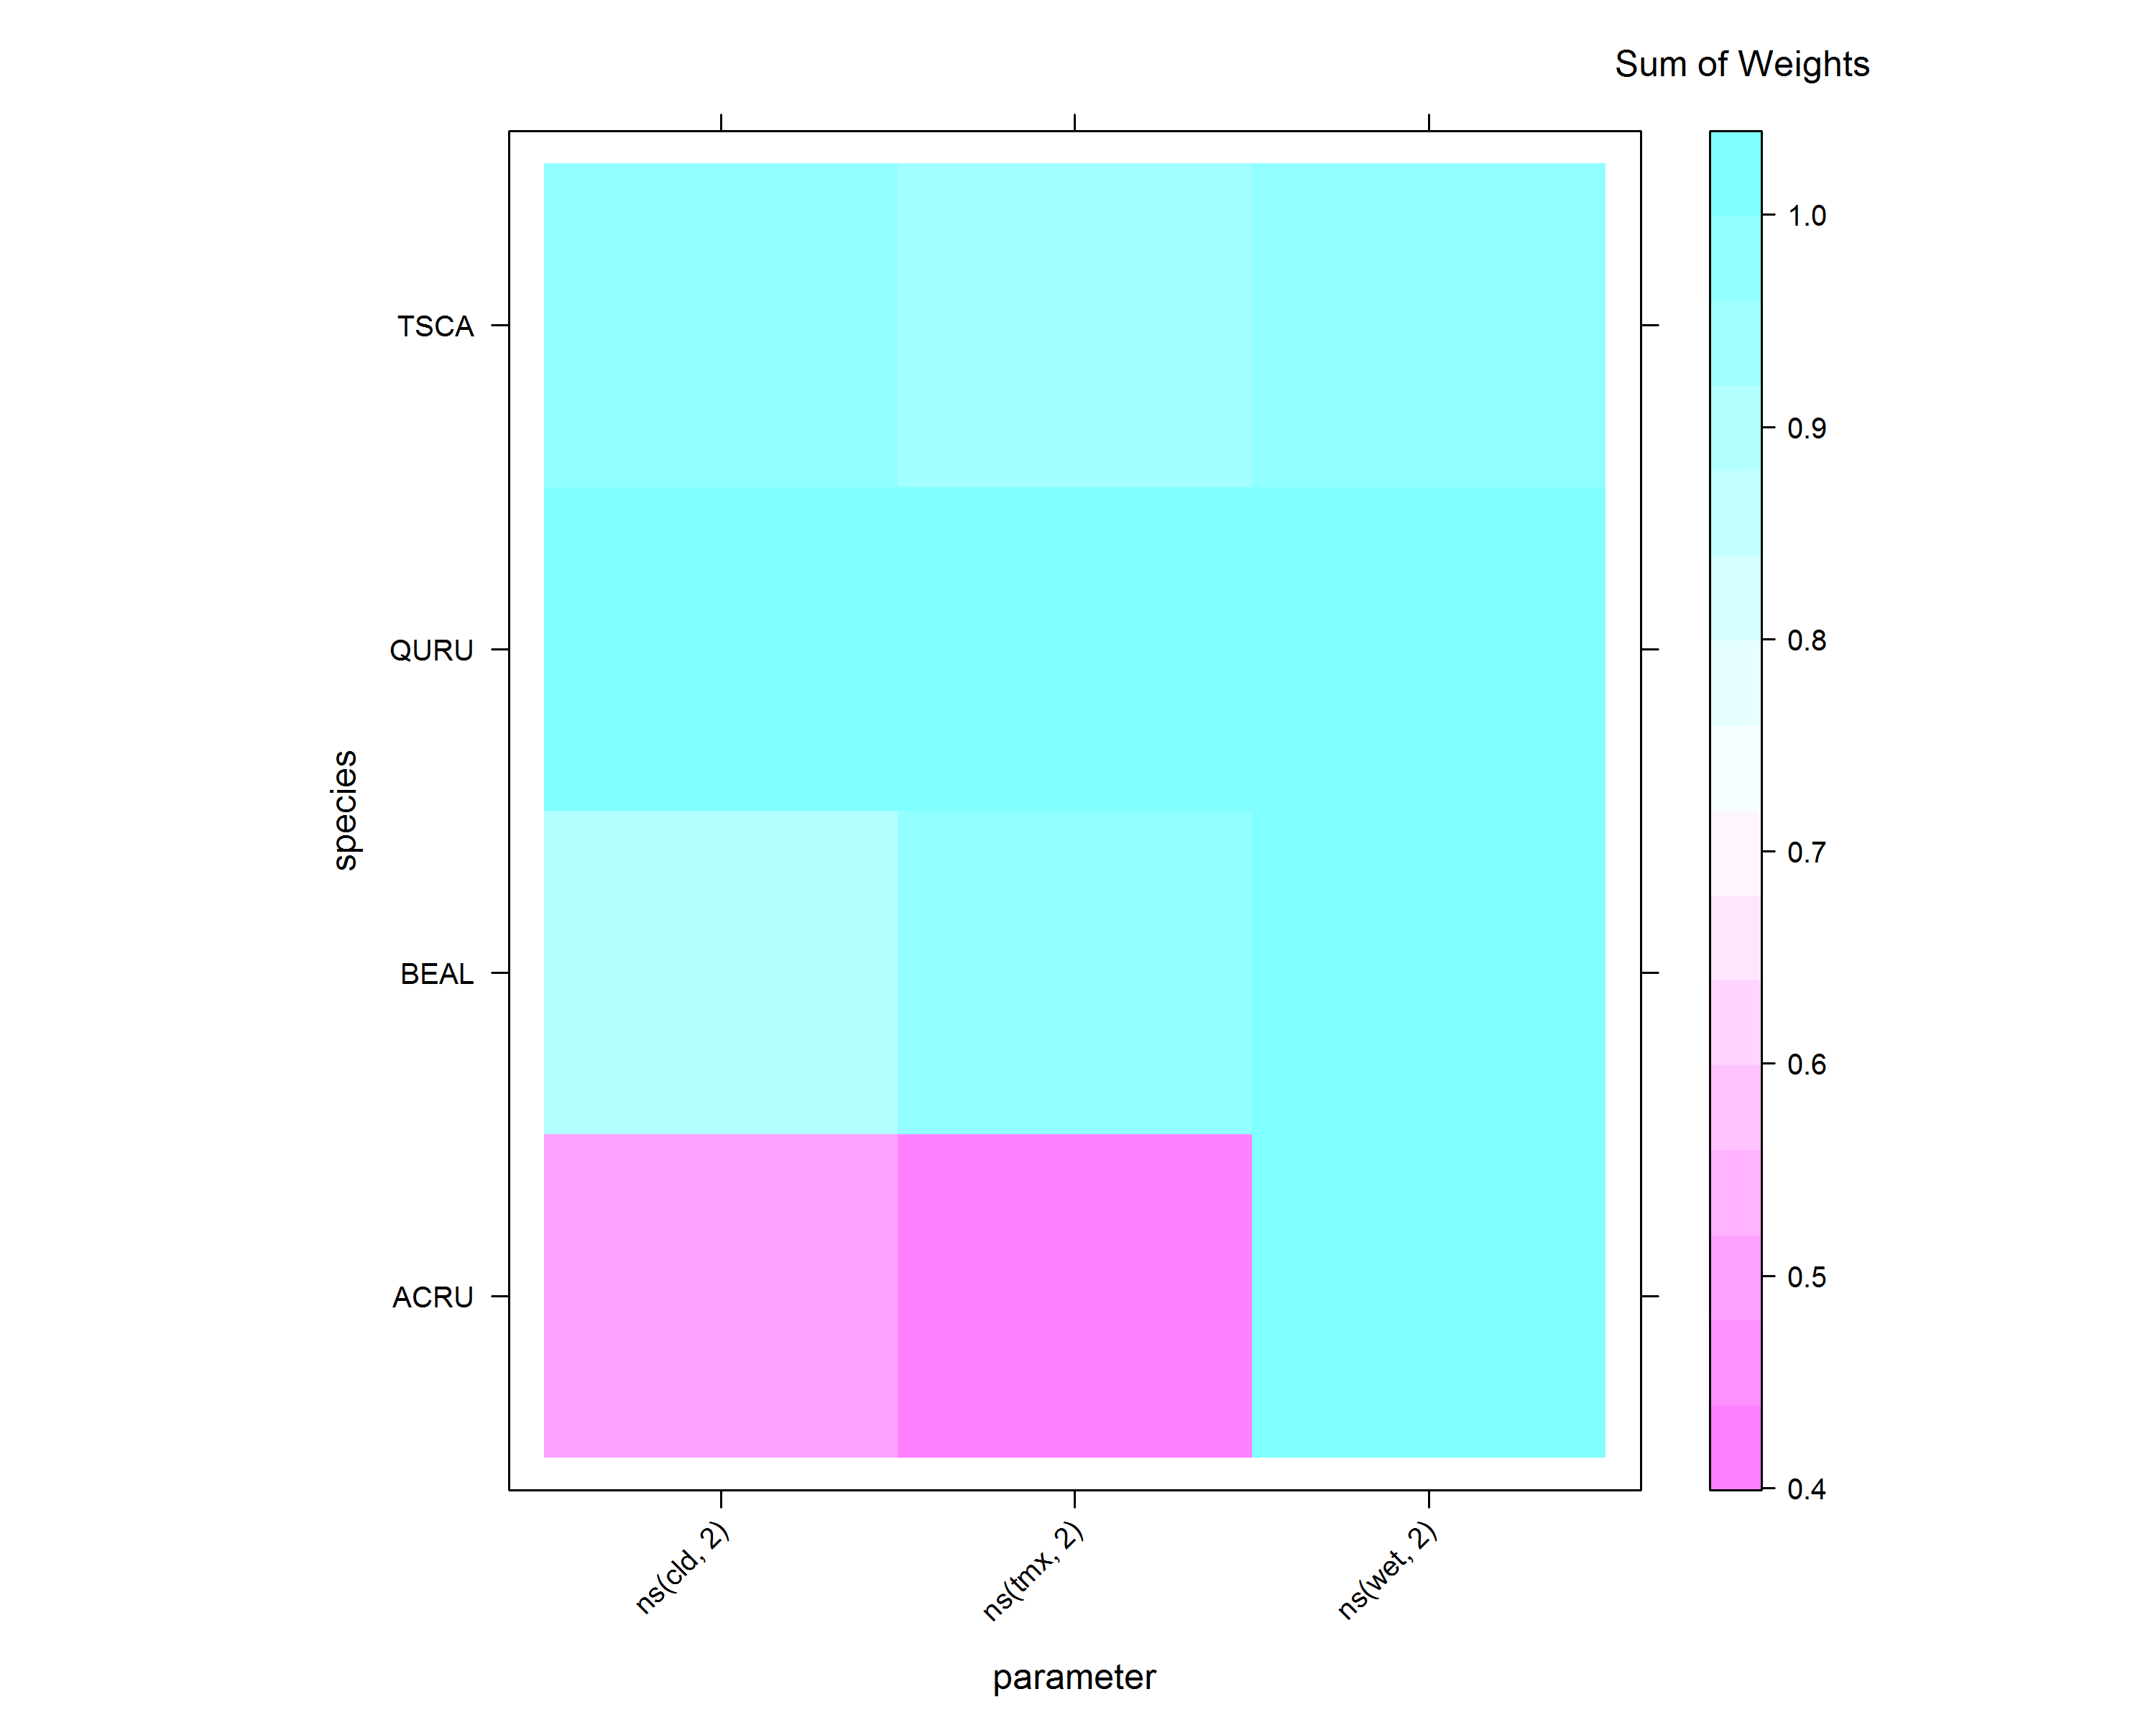 Sum of Weights
1.0
0.9
0.8
0.7
0.6
0.5
0.4
species
TSCA
QURU
BEAL
ACRU
ns(cld, 2)
ns(tmx, 2)
ns(wet, 2)
parameter